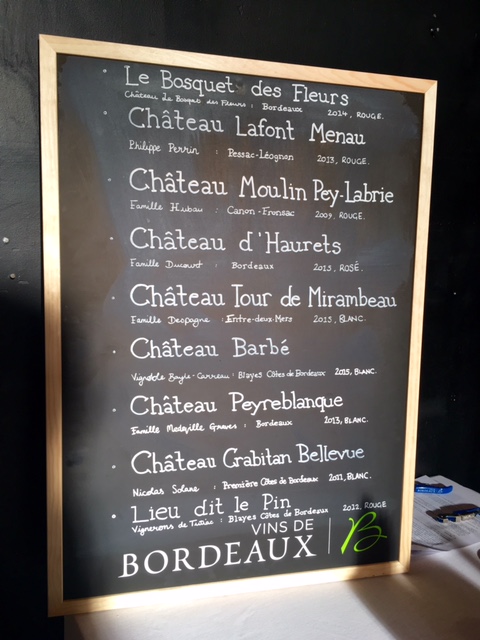 Le Bosquet des Fleurs
Château Le Bosquet des Fleurs : Bordeaux 2014, ROUGE.
Château Lafont Menau
Philippe Perrin : Pessac-Léognan 2013, ROUGE.
Château Moulin Pey-Labrie
Famille Hubau : Canon-Fronsac 2009, ROUGE.
Château d'Haurets
Famille Ducourt : Bordeaux 2015, ROSÉ.
Château Tour de Mirambeau
Famille Despagne : Entre-deux-Mers 2015, BLANC.
Château Barbé
Vignoble : Blayes Côtes de Bordeaux 2015, BLANC.
Château Peyreblanque
Famille Médeville Graves : Bordeaux 2013, BLANC.
Château Grabitan Bellevue
Nicolas Solane : Première Côtes de Bordeaux 2011, BLANC.
Lieu dit le Pin
Vignerons de Tutiac : Blayes Côtes de Bordeaux 2012, ROUGE
VINS DE
BORDEAUX B